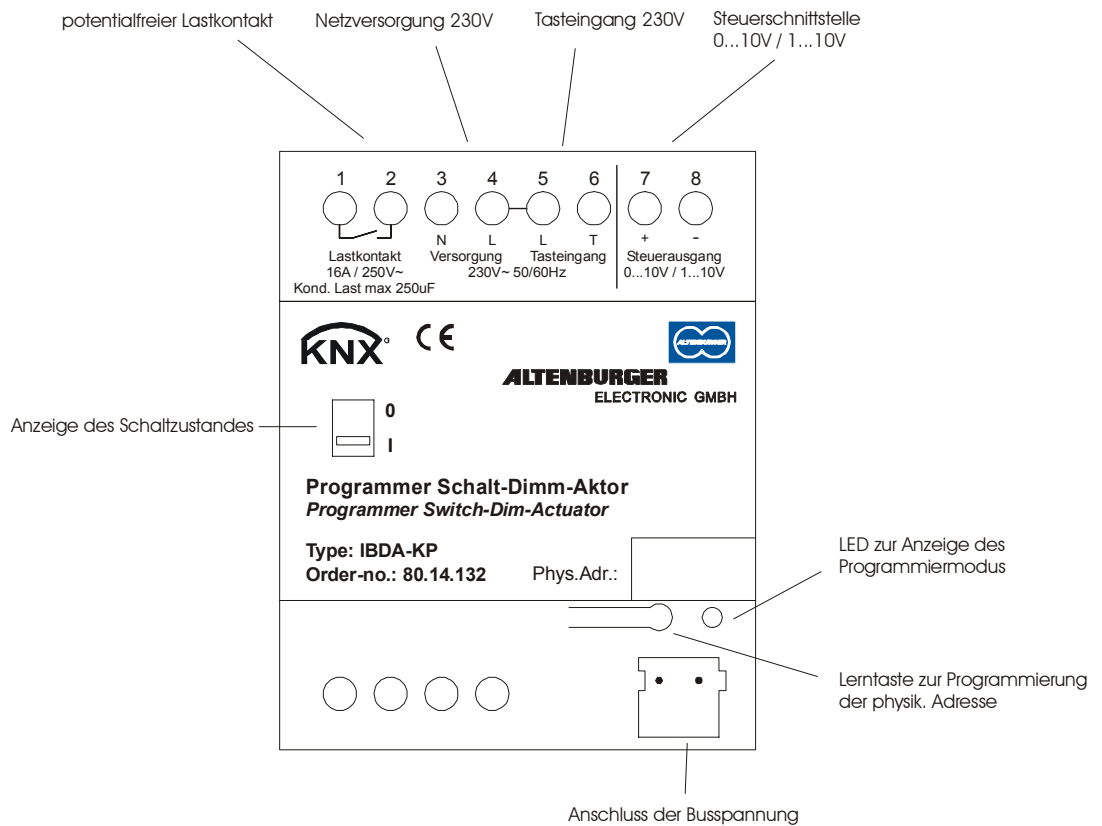 potentialfreier Lastkontakt
Netzversorgung 230V
Tasteingang 230V
Steuerschnittstelle
0...10V / 1...10V
1 2 3 4 5 6 7 8
N L L T + -
Lastkontakt
16A / 250V~
Kond. Last max 250uF
Versorgung
Tasteingang
230V~ 50/60Hz
Steuerausgang
0...10V / 1...10V
KNX
CE
ALTENBURGER
ALTENBURGER
ELECTRONIC GMBH
Anzeige des Schaltzustandes
0
I
Programmer Schalt-Dimm-Aktor
Programmer Switch-Dim-Actuator
Type: IBDA-KP
Order-no.: 80.14.132
Phys.Adr.:
LED zur Anzeige des
Programmiermodus
Lerntaste zur Programmierung
der physik. Adresse
Anschluss der Busspannung